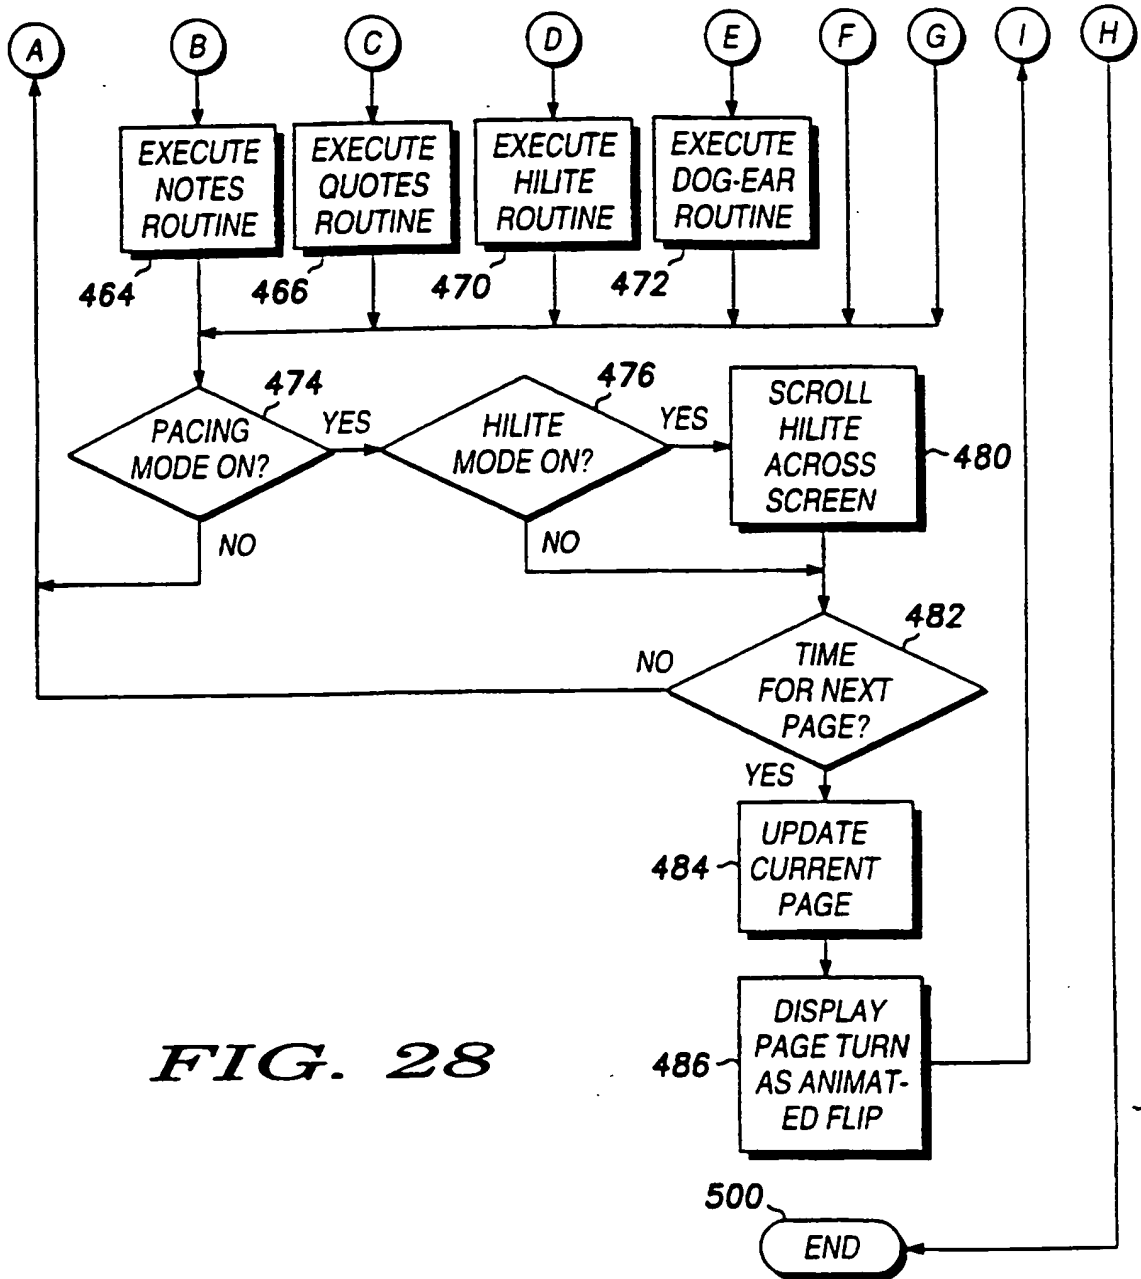 A
B
C
D
E
F
G
I
H
EXECUTE
NOTES
ROUTINE
464
EXECUTE
QUOTES
ROUTINE
466
EXECUTE
HILITE
ROUTINE
470
EXECUTE
DOG-EAR
ROUTINE
472
PACING
MODE ON?
474
YES
NO
HILITE
MODE ON?
476
YES
NO
SCROLL
HILITE
ACROSS
SCREEN
480
TIME
FOR NEXT
PAGE?
482
NO
YES
UPDATE
CURRENT
PAGE
484
DISPLAY
PAGE TURN
AS ANIMAT-
ED FLIP
486
FIG. 28
500
END